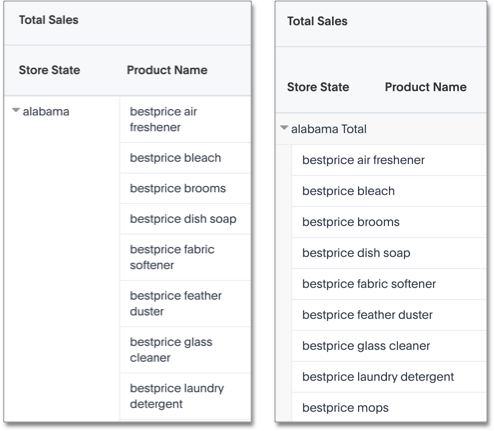 Total Sales
Store State Product Name
alabama bestprice air
freshener
bestprice bleach
bestprice brooms
bestprice dish soap
bestprice fabric
softener
bestprice feather
duster
bestprice glass
cleaner
bestprice laundry
detergent
Total Sales
Store State Product Name
alabama Total
bestprice air freshener
bestprice bleach
bestprice brooms
bestprice dish soap
bestprice fabric softener
bestprice feather duster
bestprice glass cleaner
bestprice laundry detergent
bestprice mops